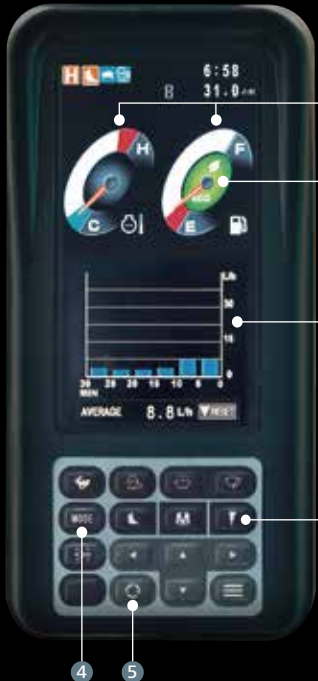 H 6:58
31.0
H F
ECO
C E
L/h
30
15
0
30 25 20 15 10 5 0
MIN
AVERAGE 8.8 L/h RESET
MODE M
4 5